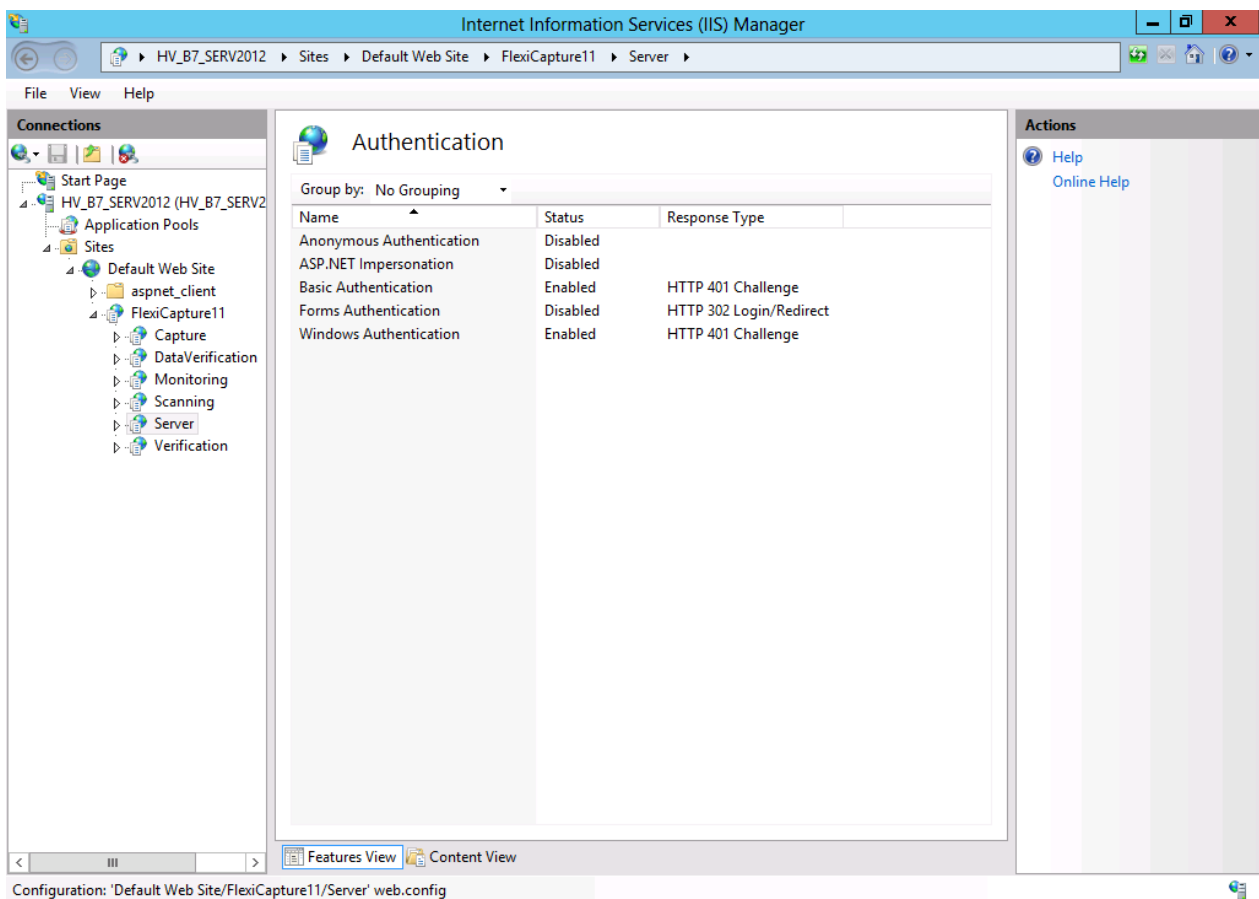 Internet Information Services (IIS) Manager
HV_B7_SERV2012 Sites Default Web Site FlexiCapture11 Server
File View Help
Connections
Start Page
HV_B7_SERV2012 (HV_B7_SERV2
Application Pools
Sites
Default Web Site
aspnet_client
FlexiCapture11
Capture
DataVerification
Monitoring
Scanning
Server
Verification
Authentication
Group by: No Grouping
Name Status Response Type
Anonymous Authentication Disabled
ASP.NET Impersonation Disabled
Basic Authentication Enabled HTTP 401 Challenge
Forms Authentication Disabled HTTP 302 Login/Redirect
Windows Authentication Enabled HTTP 401 Challenge
Actions
Help
Online Help
Features View Content View
Configuration: 'Default Web Site/FlexiCapture11/Server' web.config